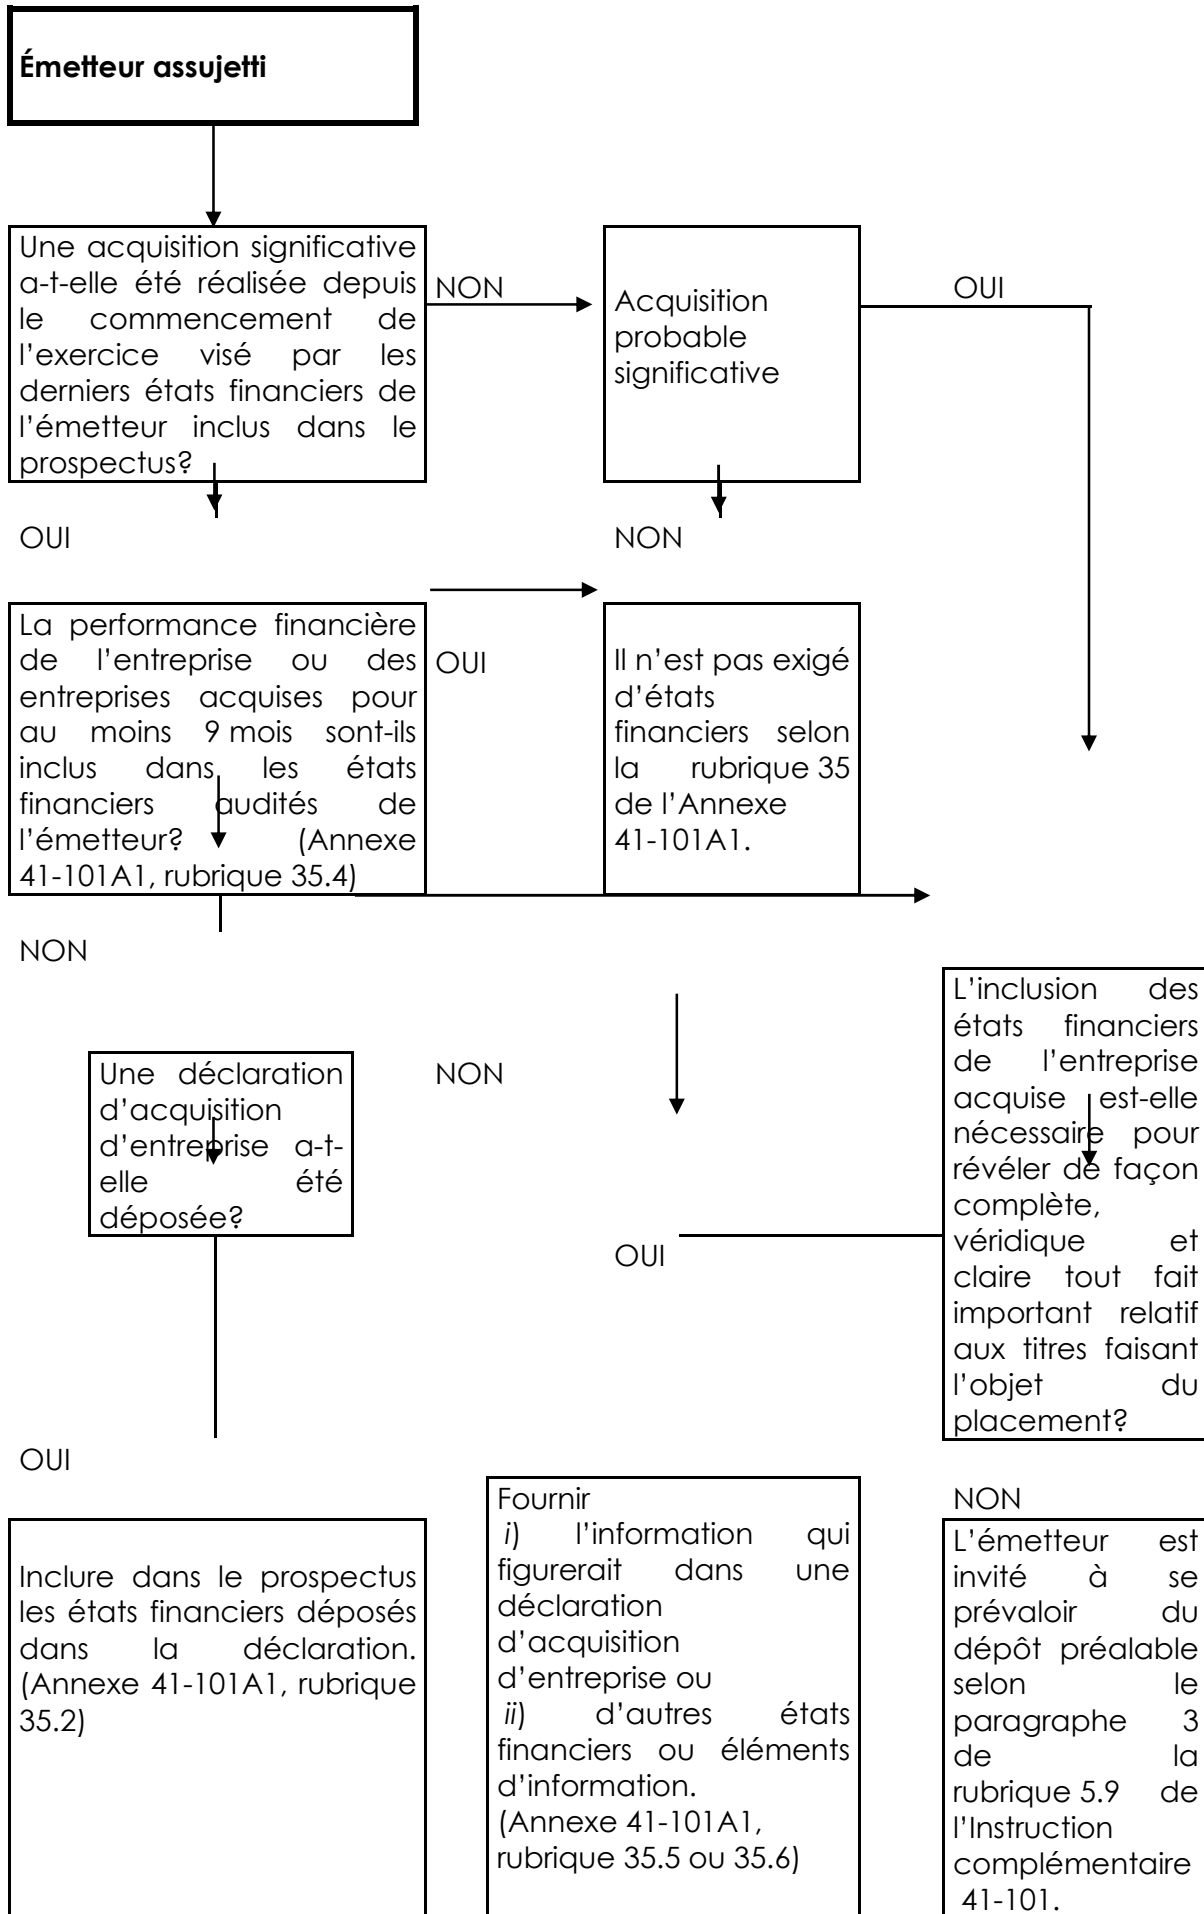 Émetteur assujetti
Une acquisition significative
a-t-elle été réalisée depuis
le commencement de
l’exercice visé par les
derniers états financiers de
l’émetteur inclus dans le
prospectus?
NON
Acquisition
probable
significative
OUI
OUI
NON
La performance financière
de l’entreprise ou des
entreprises acquises pour
au moins 9 mois sont-ils
inclus dans les états
financiers audités de
l’émetteur? (Annexe
41-101A1, rubrique 35.4)
OUI
Il n’est pas exigé
d’états
financiers selon
la rubrique 35
de l’Annexe
41-101A1.
NON
Une déclaration
d’acquisition
d’entreprise a-t-
elle été
déposée?
NON
OUI
L’inclusion des
états financiers
de l’entreprise
acquise est-elle
nécessaire pour
révéler de façon
complète,
véridique et
claire tout fait
important relatif
aux titres faisant
l’objet du
placement?
OUI
Inclure dans le prospectus
les états financiers déposés
dans la déclaration.
(Annexe 41-101A1, rubrique
35.2)
Fournir
i) l’information qui
figurerait dans une
déclaration
d’acquisition
d’entreprise ou
ii) d’autres états
financiers ou éléments
d’information.
(Annexe 41-101A1,
rubrique 35.5 ou 35.6)
NON
L’émetteur est
invité à se
prévaloir du
dépôt préalable
selon le
paragraphe 3
de la
rubrique 5.9 de
l’Instruction
complémentaire
41-101.